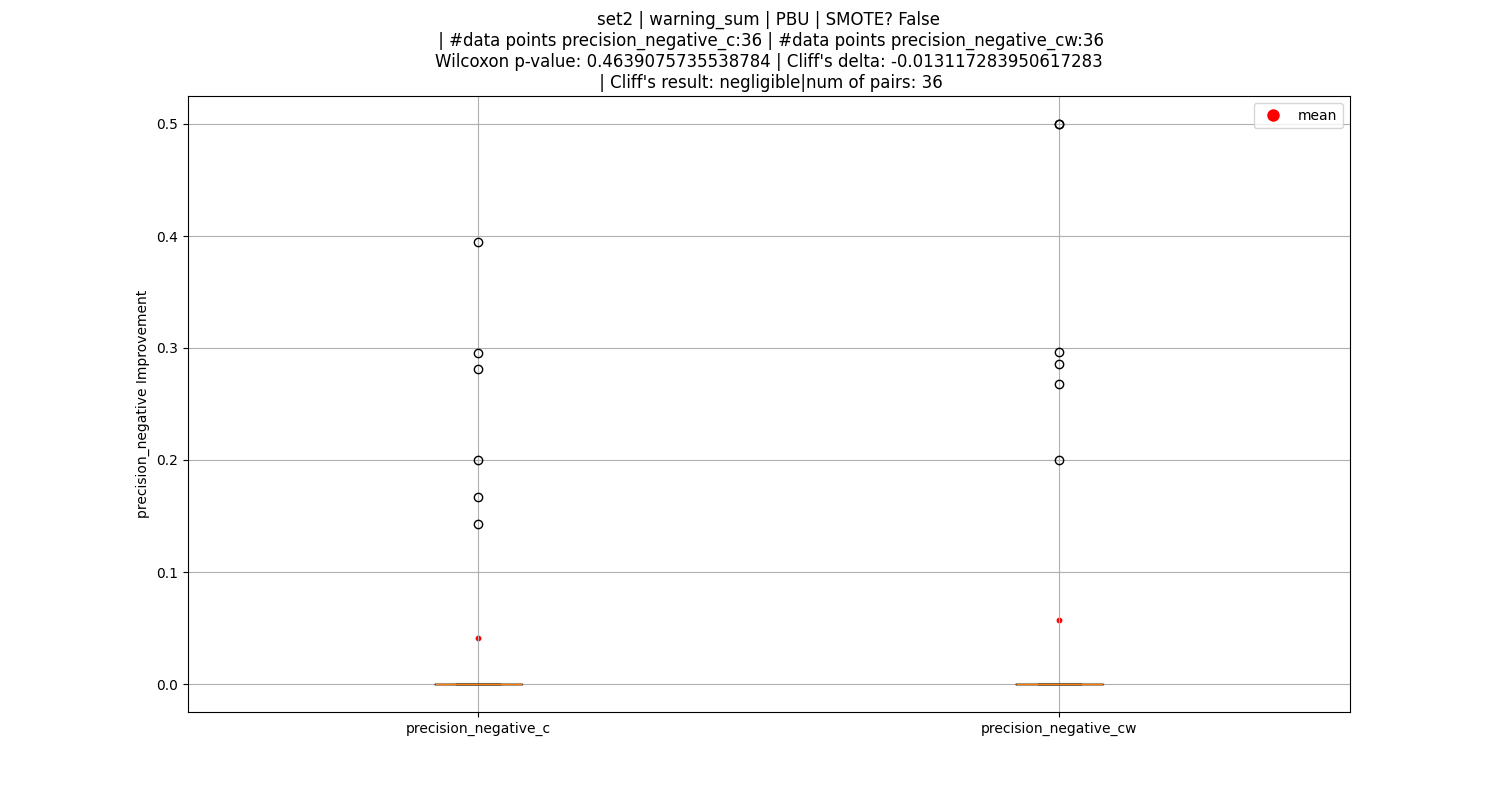 set2 | warning_sum | PBU | SMOTE? False
| #data points precision_negative_c:36 | #data points precision_negative_cw:36
Wilcoxon p-value: 0.4639075735538784 | Cliff's delta: -0.013117283950617283
| Cliff's result: negligible|num of pairs: 36
mean
0.5
0.4
0.3
0.2
0.1
0.0
precision_negative Improvement
precision_negative_c
precision_negative_cw